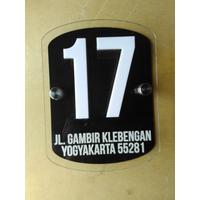 17
JL. GAMBIR KLEBENGAN
YOGYAKARTA 55281